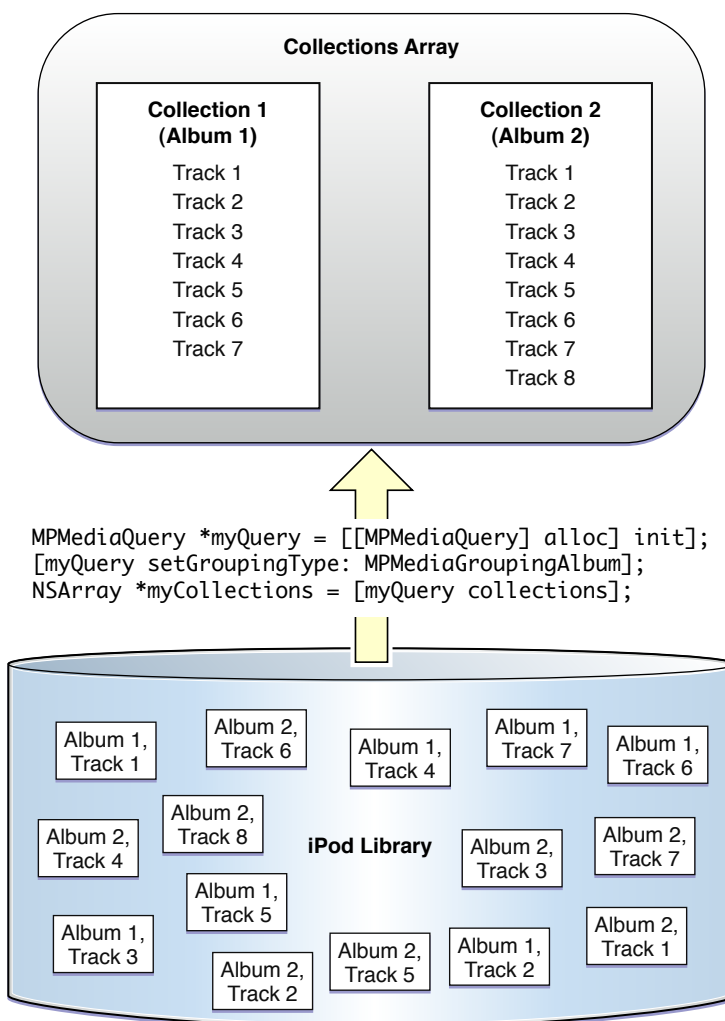 Collections Array
Collection 1
(Album 1)
Track 1
Track 2
Track 3
Track 4
Track 5
Track 6
Track 7
Collection 2
(Album 2)
Track 1
Track 2
Track 3
Track 4
Track 5
Track 6
Track 7
Track 8
MPMediaQuery *myQuery = [[MPMediaQuery] alloc] init];
[myQuery setGroupingType: MPMediaGroupingAlbum];
NSArray *myCollections = [myQuery collections];
Album 1,
Track 1
Album 2,
Track 6
Album 1,
Track 4
Album 1,
Track 7
Album 1,
Track 6
Album 2,
Track 4
Album 2,
Track 8
iPod Library
Album 2,
Track 3
Album 2,
Track 7
Album 1,
Track 5
Album 1,
Track 3
Album 2,
Track 2
Album 2,
Track 5
Album 1,
Track 2
Album 2,
Track 1